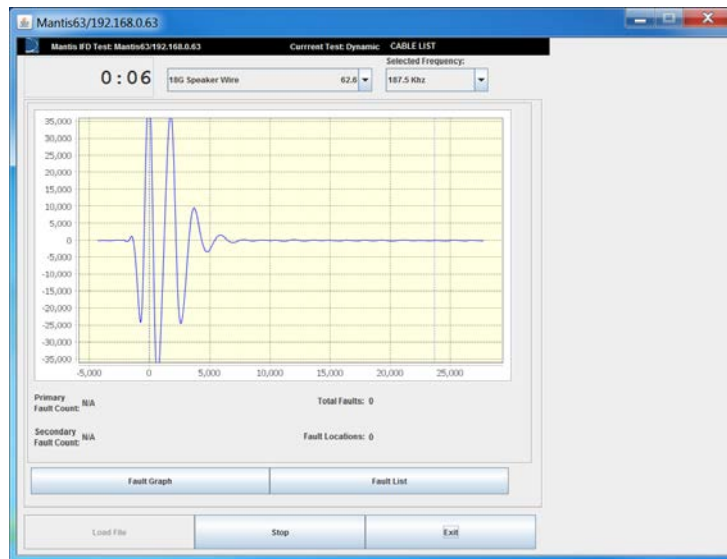 Mantis63/192.168.0.63
Mantis IFD Test: Mantis63/192.168.0.63 Currrent Test: Dynamic CABLE LIST
Selected Frequency:
0:06 18G Speaker Wire 62.6 187.5 Khz
35,000
30,000
25,000
20,000
15,000
10,000
5,000
0
-5,000
-10,000
-15,000
-20,000
-25,000
-30,000
-35,000
-5,000 0 5,000 10,000 15,000 20,000 25,000
Primary
Fault Count: N/A Total Faults: 0
Secondary
Fault Count: N/A Fault Locations: 0
Fault Graph Fault List
Load File Stop Exit